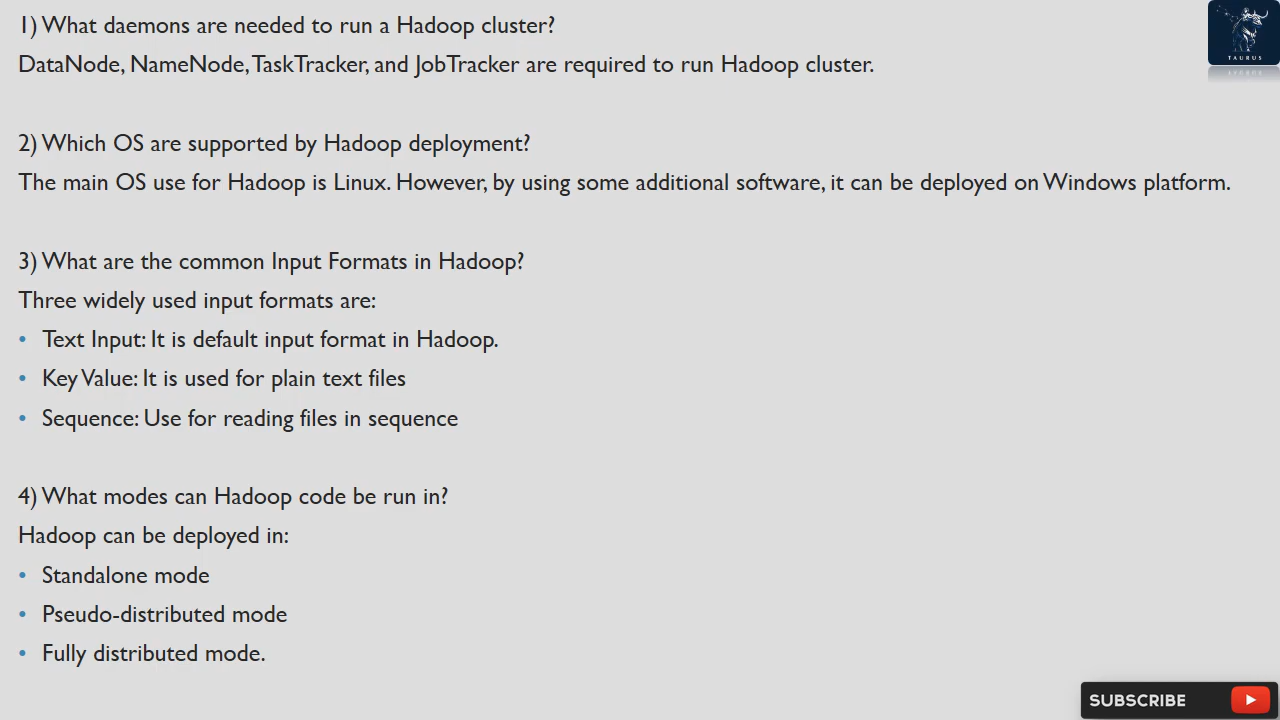 1) What daemons are needed to run a Hadoop cluster?
DataNode, NameNode, TaskTracker, and JobTracker are required to run Hadoop cluster.
2) Which OS are supported by Hadoop deployment?
The main OS use for Hadoop is Linux. However, by using some additional software, it can be deployed on Windows platform.
3) What are the common Input Formats in Hadoop?
Three widely used input formats are:
• Text Input: It is default input format in Hadoop.
• Key Value: It is used for plain text files
• Sequence: Use for reading files in sequence
4) What modes can Hadoop code be run in?
Hadoop can be deployed in:
• Standalone mode
• Pseudo-distributed mode
• Fully distributed mode.
TAURUS
SUBSCRIBE